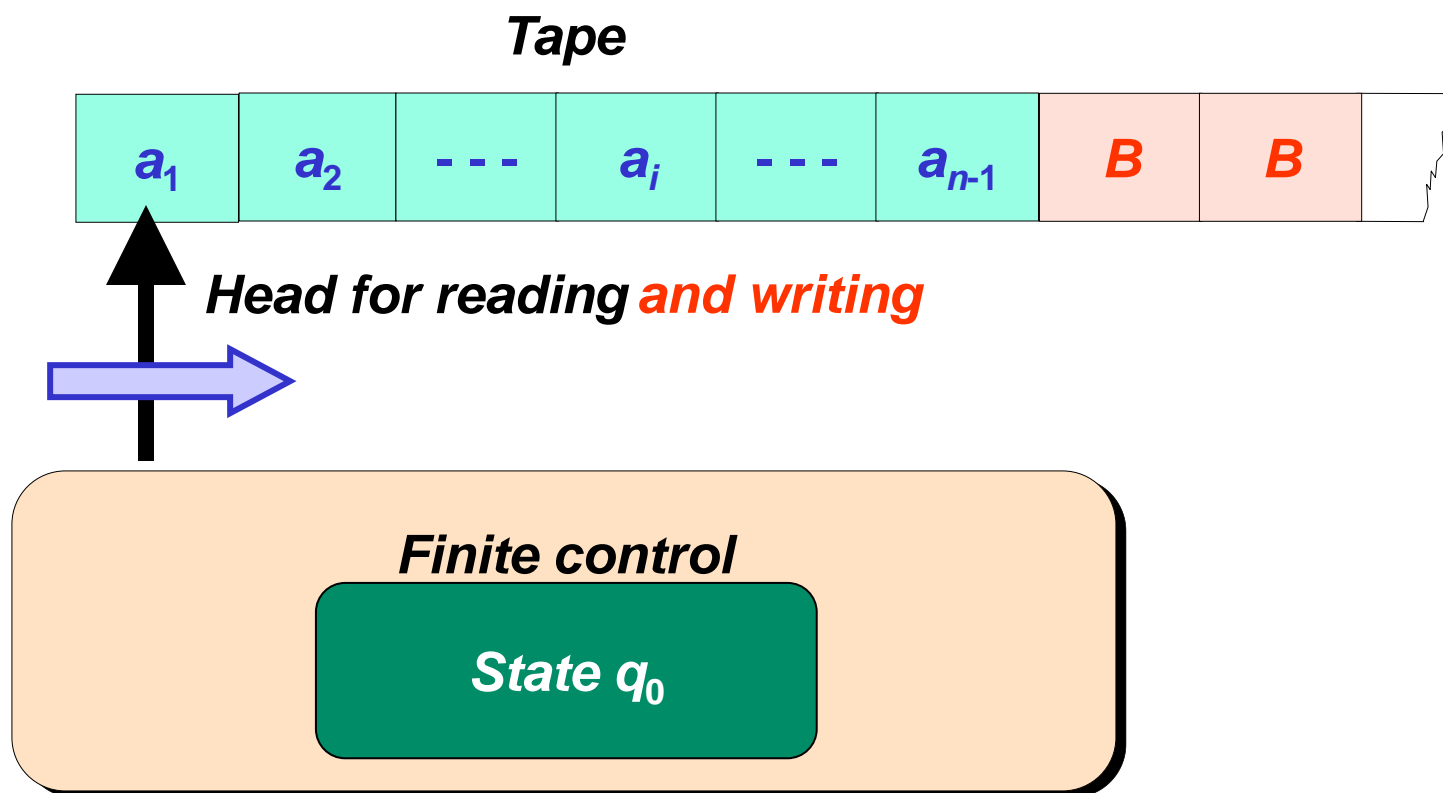 Tape
a₁ a₂ - - - aᵢ - - - aₙ₋₁ B B
Head for reading and writing
Finite control
State q₀